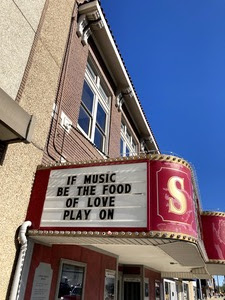 IF MUSIC
BE THE FOOD
OF LOVE
PLAY ON
S